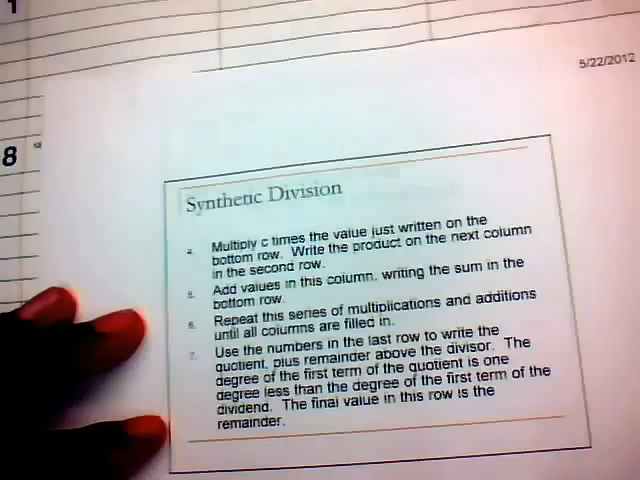 1
5/22/2012
8
Synthetic Division
4. Multiply c times the value just written on the
bottom row. Write the product on the next column
in the second row.
5. Add values in this column, writing the sum in the
bottom row.
6. Repeat this series of multiplications and additions
until all columns are filled in.
7. Use the numbers in the last row to write the
quotient, plus remainder above the divisor. The
degree of the first term of the quotient is one
degree less than the degree of the first term of the
dividend. The final value in this row is the
remainder.